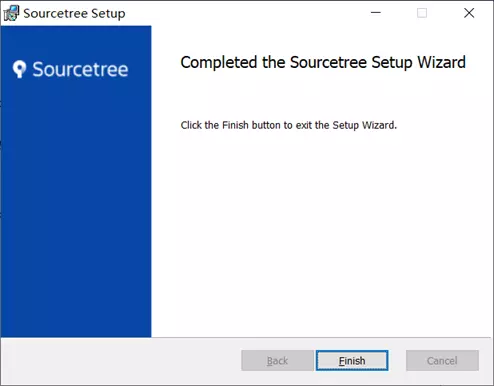 Sourcetree Setup
Sourcetree
Completed the Sourcetree Setup Wizard
Click the Finish button to exit the Setup Wizard.
Back
Finish
Cancel